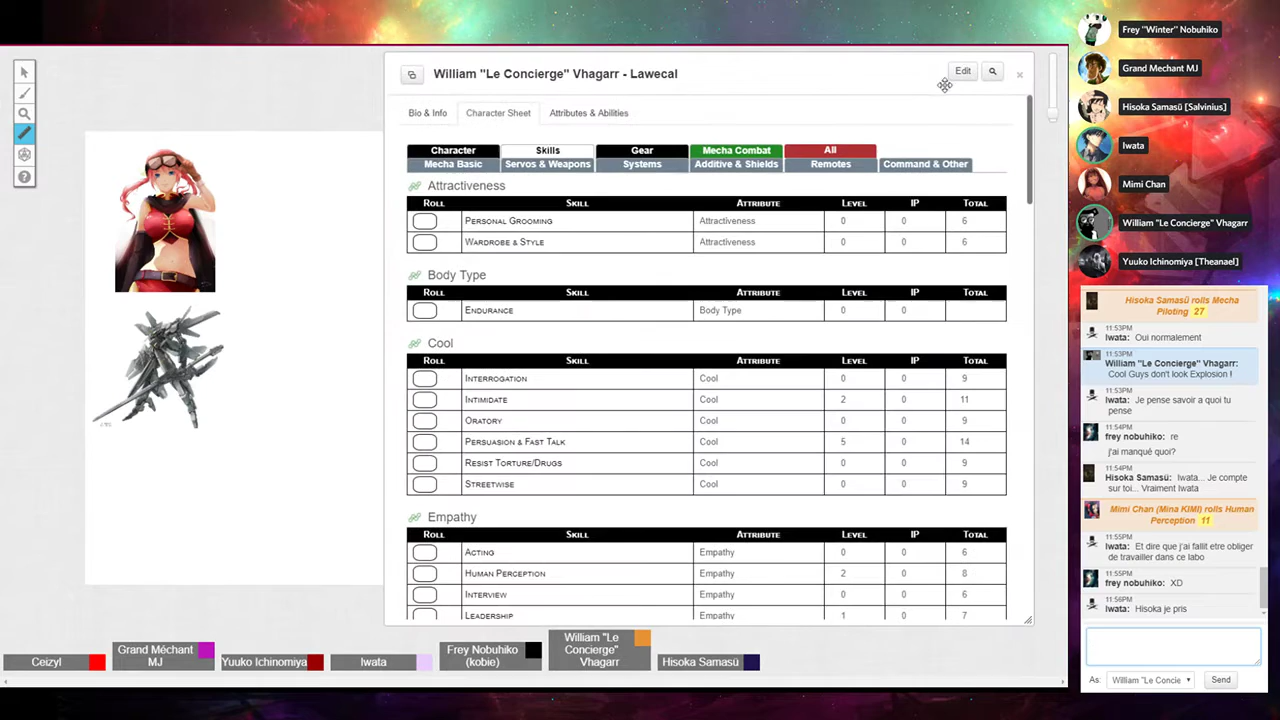 William "Le Concierge" Vhagarr - Lawecal
Edit
Bio & Info
Character Sheet
Attributes & Abilities
Character Skills Gear Mecha Combat All
Mecha Basic Servos & Weapons Systems Additive & Shields Remotes Command & Other
Attractiveness
Roll Skill Attribute Level IP Total
Personal Grooming Attractiveness 0 0 6
Wardrobe & Style Attractiveness 0 0 6
Body Type
Roll Skill Attribute Level IP Total
Endurance Body Type 0 0
Cool
Roll Skill Attribute Level IP Total
Interrogation Cool 0 0 9
Intimidate Cool 2 0 11
Oratory Cool 0 0 9
Persuasion & Fast Talk Cool 5 0 14
Resist Torture/Drugs Cool 0 0 9
Streetwise Cool 0 0 9
Empathy
Roll Skill Attribute Level IP Total
Acting Empathy 0 0 6
Human Perception Empathy 2 0 8
Interview Empathy 0 0 6
Leadership Empathy 1 0 7
Ceizyl
Grand Méchant
MJ
Yuuko Ichinomiya
Iwata
Frey Nobuhiko
(kobie)
William "Le
Concierge"
Vhagarr
Hisoka Samasü
Frey "Winter" Nobuhiko
Grand Mechant MJ
Hisoka Samasü [Salvinius]
Iwata
Mimi Chan
William "Le Concierge" Vhagarr
Yuuko Ichinomiya [Theanael]
Hisoka Samasü rolls Mecha
Piloting 27
11:53PM
Iwata: Oui normalement
11:53PM
William "Le Concierge" Vhagarr:
Cool Guys don't look Explosion !
11:53PM
Iwata: Je pense savoir a quoi tu
pense
11:54PM
frey nobuhiko: re
j'ai manqué quoi?
11:54PM
Hisoka Samasü: Iwata... Je compte
sur toi... Vraiment Iwata
Mimi Chan (Mina KIMI) rolls Human
Perception 11
11:55PM
Iwata: Et dire que j'ai fallit etre obliger
de travailler dans ce labo
11:55PM
frey nobuhiko: XD
11:56PM
Iwata: Hisoka je pris
As: William "Le Concie
Send